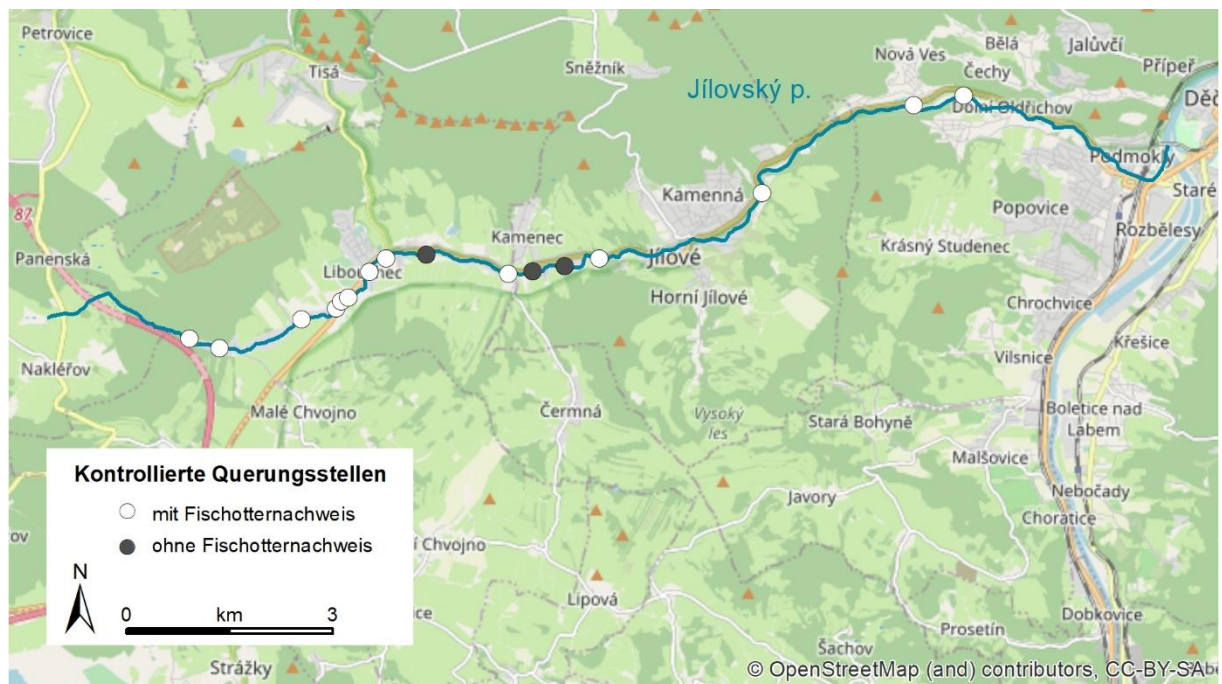 Petrovice
Tisá
Sněžník
Nová Ves
Bělá
Jalůvčí
Čechy
Přípeř
Jílovský p.
Dolní Oldřichov
Podmokly
Staré
Kamenná
Popovice
Rozbělesy
87
Panenská
Kamenec
Jílové
Krásný Studenec
Horní Jílové
Chrochvice
Křešice
Nakléřov
Vilsnice
Malé Chvojno
Čermná
Vysoký
les
Stará Bohyně
Boletice nad
Labem
Malšovice
Kontrollierte Querungsstellen
mit Fischotternachweis
ohne Fischotternachweis
N
0 km 3
Javory
Nebočady
Choratice
Chvojno
Lipová
Dobkovice
Prosetín
Šachov
Strážky
© OpenStreetMap (and) contributors, CC-BY-SA